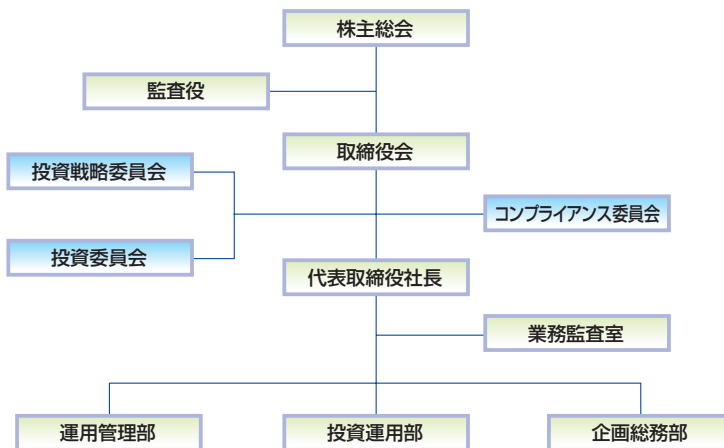 株主総会
監査役
取締役会
投資戦略委員会
コンプライアンス委員会
投資委員会
代表取締役社長
業務監査室
運用管理部
投資運用部
企画総務部